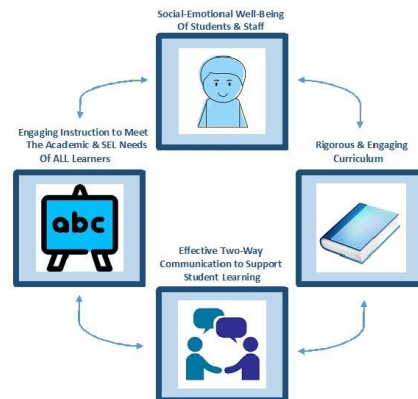 Social-Emotional Well-Being
Of Students & Staff
Engaging Instruction to Meet
The Academic & SEL Needs
Of ALL Learners
abc
Rigorous & Engaging
Curriculum
Effective Two-Way
Communication to Support
Student Learning